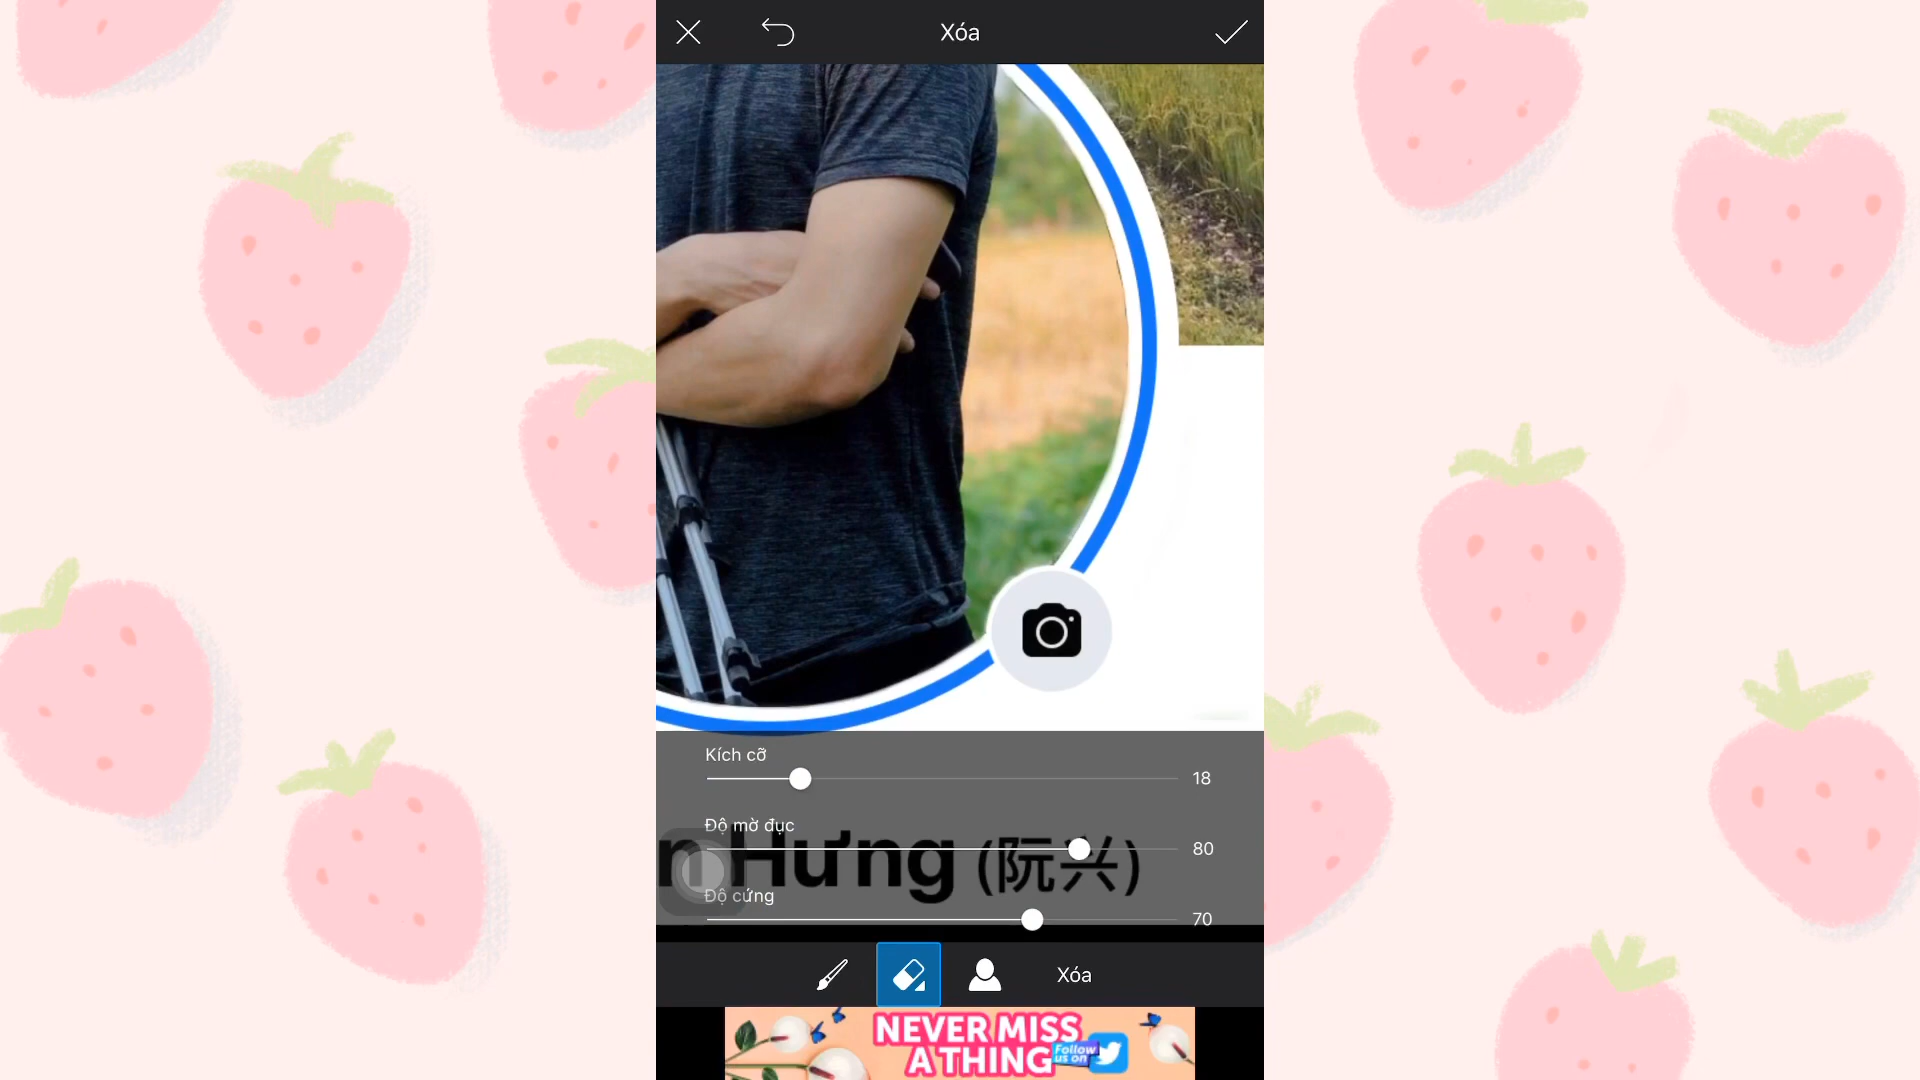 Xóa
Kích cỡ
18
Độ mờ đục
80
n Hưng (阮兴)
Độ cứng
70
Xóa
NEVER MISS
A THING
Follow
us on